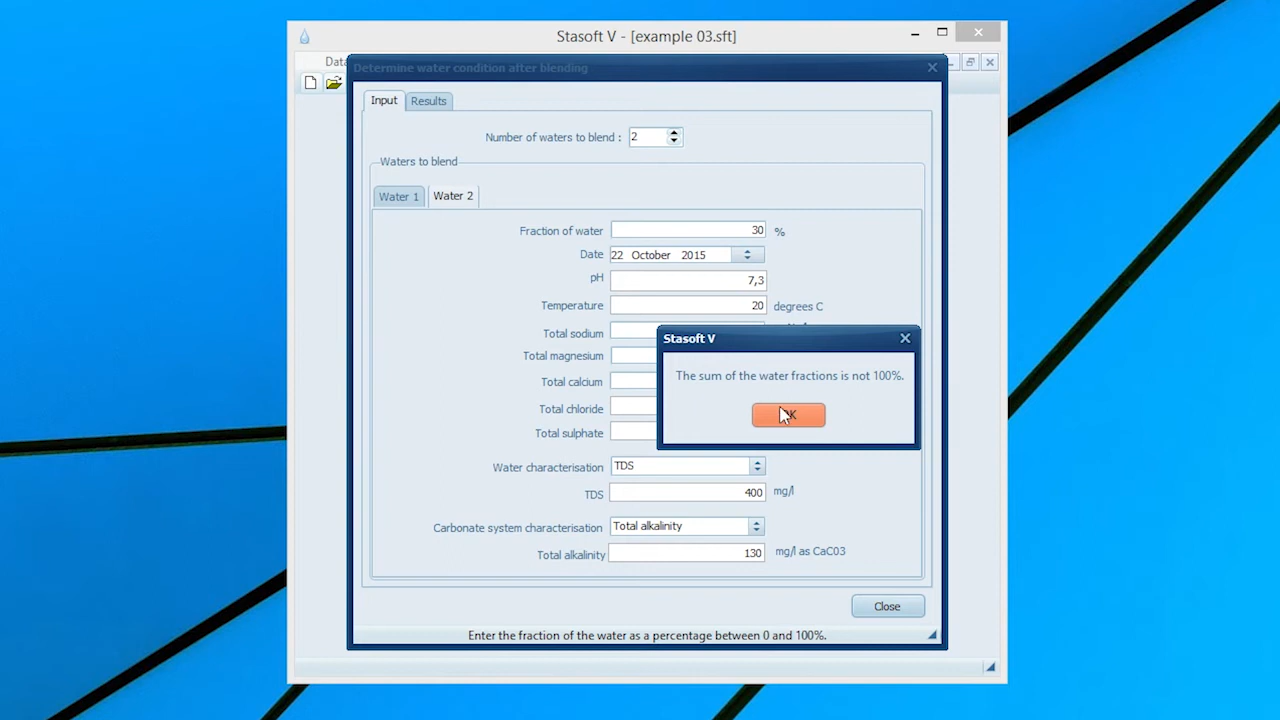 Stasoft V - [example 03.sft]
Data
Determine water condition after blending
Input
Results
Number of waters to blend :
2
Waters to blend
Water 1
Water 2
Fraction of water
30
%
Date
22 October 2015
pH
7,3
Temperature
20
degrees C
Total sodium
Total magnesium
Total calcium
Total chloride
Total sulphate
Stasoft V
The sum of the water fractions is not 100%.
Water characterisation
TDS
TDS
400
mg/l
Carbonate system characterisation
Total alkalinity
Total alkalinity
130
mg/l as CaC03
Close
Enter the fraction of the water as a percentage between 0 and 100%.